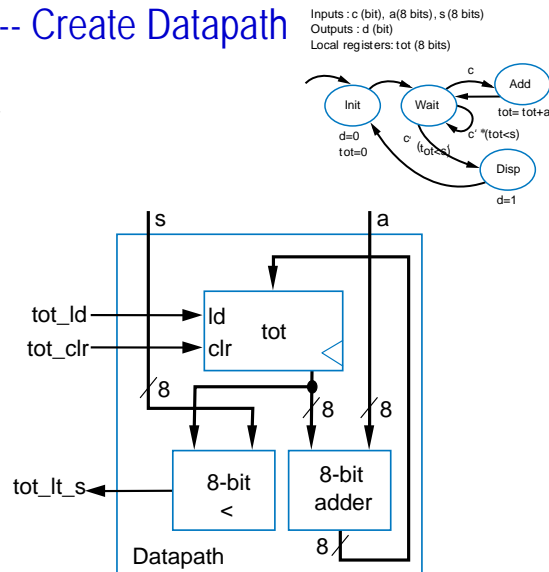 -- Create Datapath
Inputs : c (bit), a(8 bits), s (8 bits)
Outputs : d (bit)
Local registers: tot (8 bits)
c
Add
Init
Wait
tot= tot+a
d=0
tot=0
c' *(tot<s)
c' (tot<s)'
Disp
d=1
s
a
tot_ld
ld
tot
tot_clr
clr
8
8
8
tot_lt_s
8-bit
<
8-bit
adder
8
Datapath